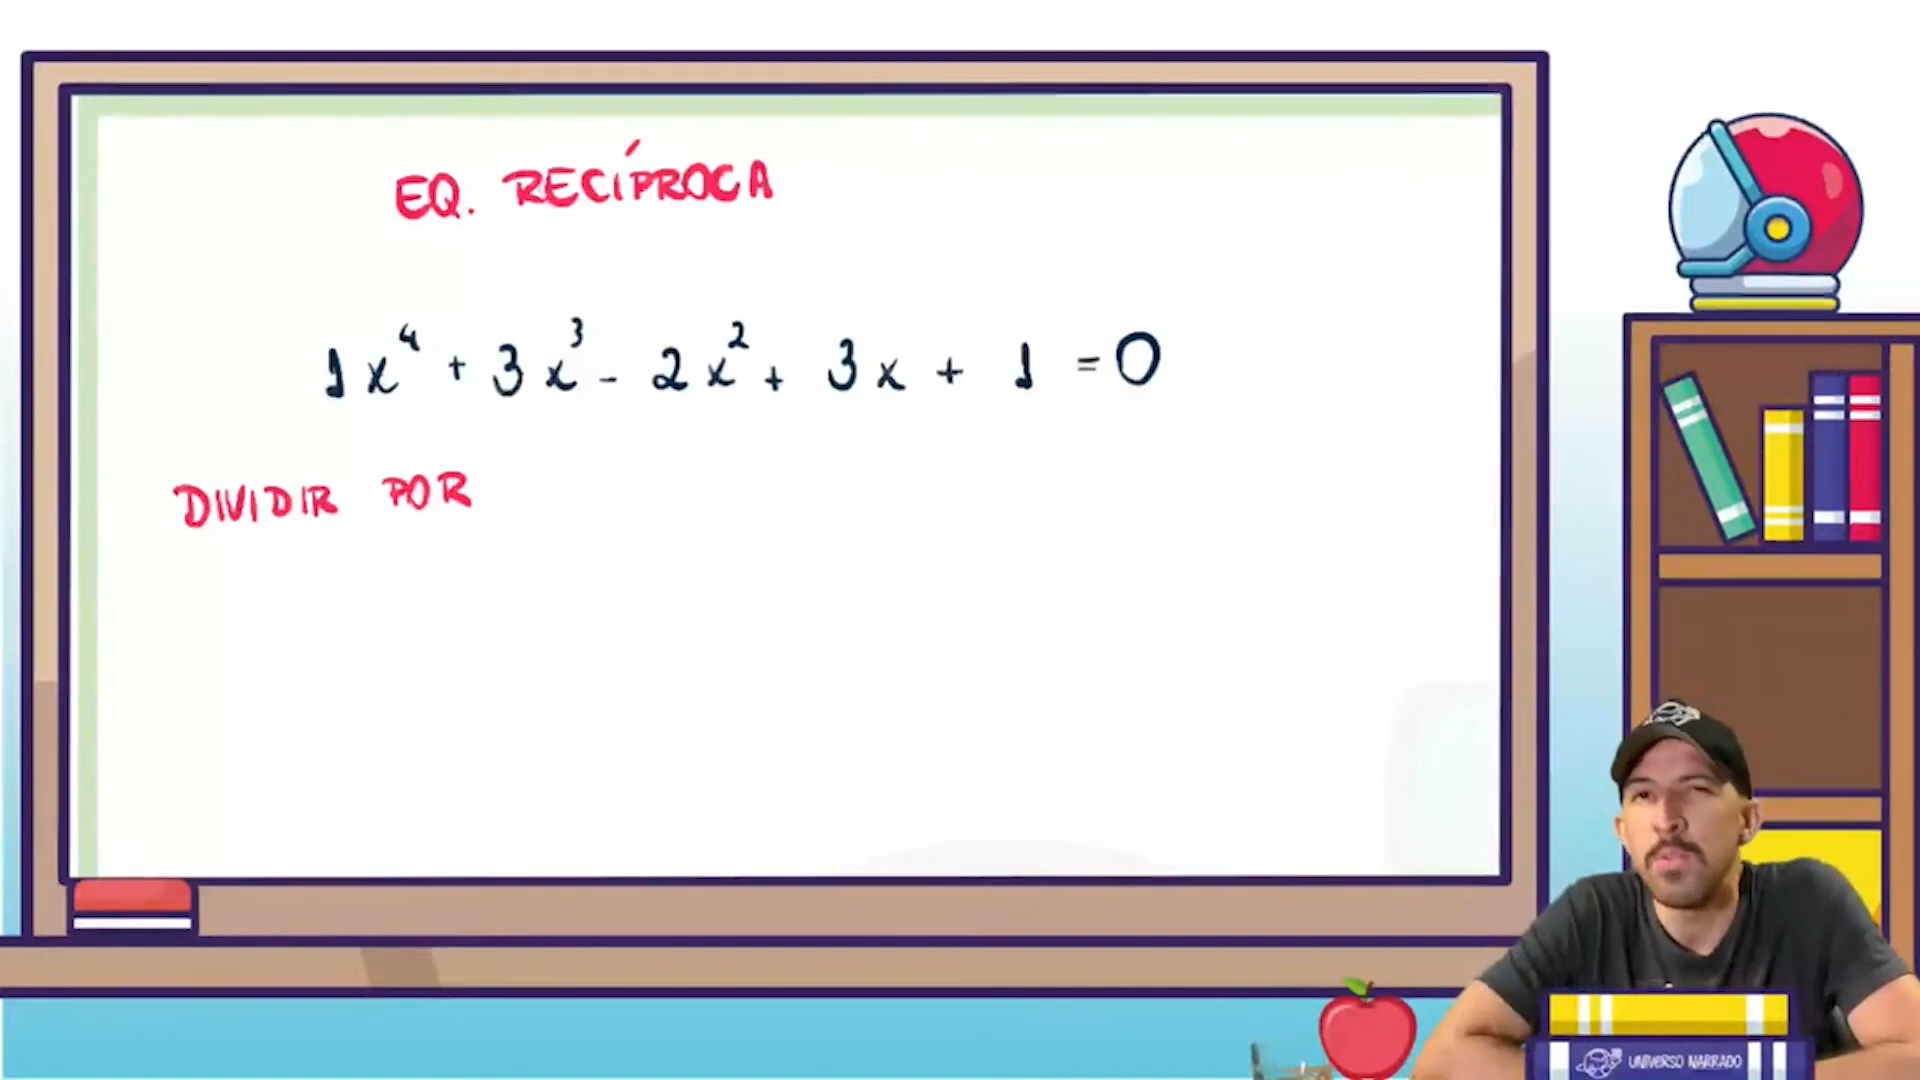 EQ. RECÍPROCA
1x⁴ + 3x³ - 2x² + 3x + 1 = 0
DIVIDIR POR
UNIVERSO NARRADO